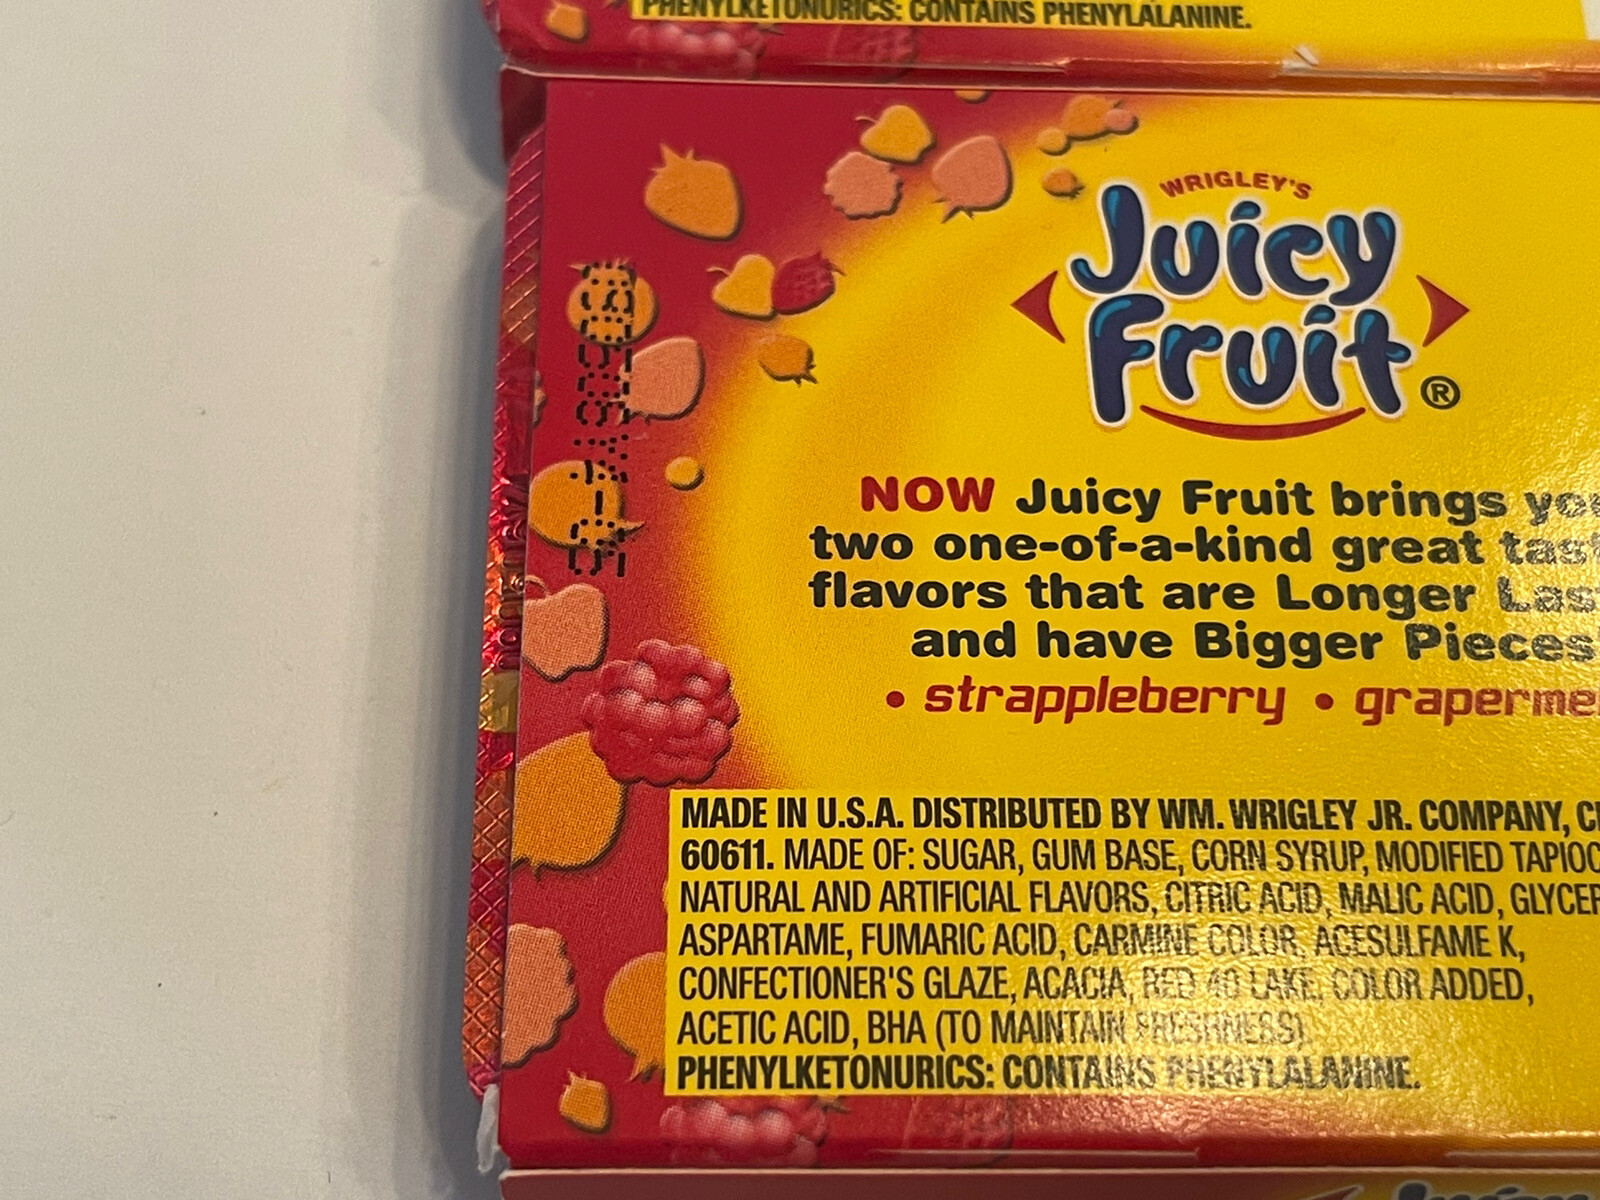 PHENYLKETONURICS: CONTAINS PHENYLALANINE.
WRIGLEY'S
Juicy
Fruit®
NOW Juicy Fruit brings
two one-of-a-kind great
flavors that are Longer
and have Bigger Pieces
• strappleberry •
MADE IN U.S.A. DISTRIBUTED BY WM. WRIGLEY JR. COMPANY,
60611. MADE OF: SUGAR, GUM BASE, CORN SYRUP, MODIFIED
NATURAL AND ARTIFICIAL FLAVORS, CITRIC ACID, MALIC ACID,
ASPARTAME, FUMARIC ACID, CARMINE COLOR, ACESULFAME K,
CONFECTIONER'S GLAZE, ACACIA, RED 40 LAKE, COLOR ADDED,
ACETIC ACID, BHA (TO MAINTAIN FRESHNESS).
PHENYLKETONURICS: CONTAINS PHENYLALANINE.